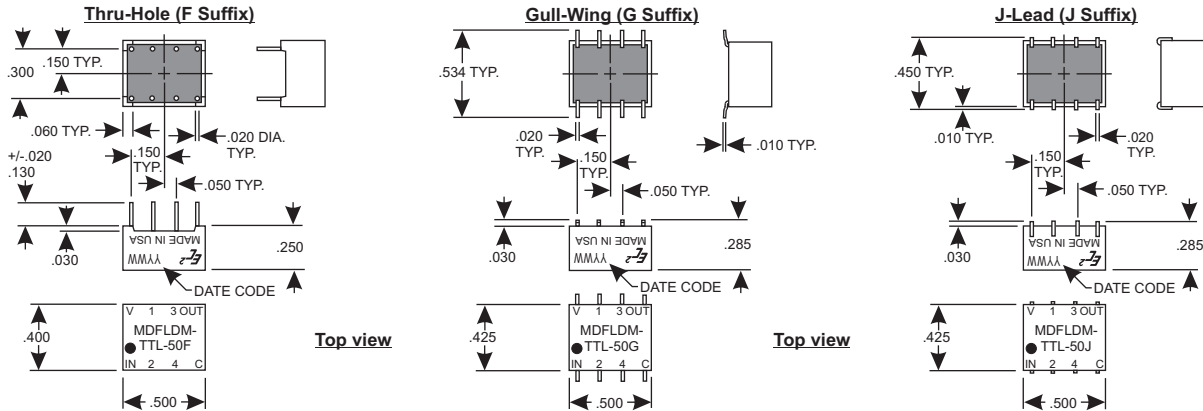 Thru-Hole (F Suffix)
.300
.150 TYP.
.060 TYP.
.020 DIA.
TYP.
+/-.020
.130
.150
TYP.
.050 TYP.
.030
MADE IN USA
YYWW
EC²
.250
DATE CODE
.400
V 1 3 OUT
MDFLDM-
TTL-50F
IN 2 4 C
.500
Top view
Gull-Wing (G Suffix)
.534 TYP.
.020
TYP.
.010 TYP.
.150
TYP.
.050 TYP.
.030
MADE IN USA
YYWW
EC²
.285
DATE CODE
.425
V 1 3 OUT
MDFLDM-
TTL-50G
IN 2 4 C
.500
Top view
J-Lead (J Suffix)
.450 TYP.
.010 TYP.
.020
TYP.
.150
TYP.
.050 TYP.
.030
MADE IN USA
YYWW
EC²
.285
DATE CODE
.425
V 1 3 OUT
MDFLDM-
TTL-50J
IN 2 4 C
.500